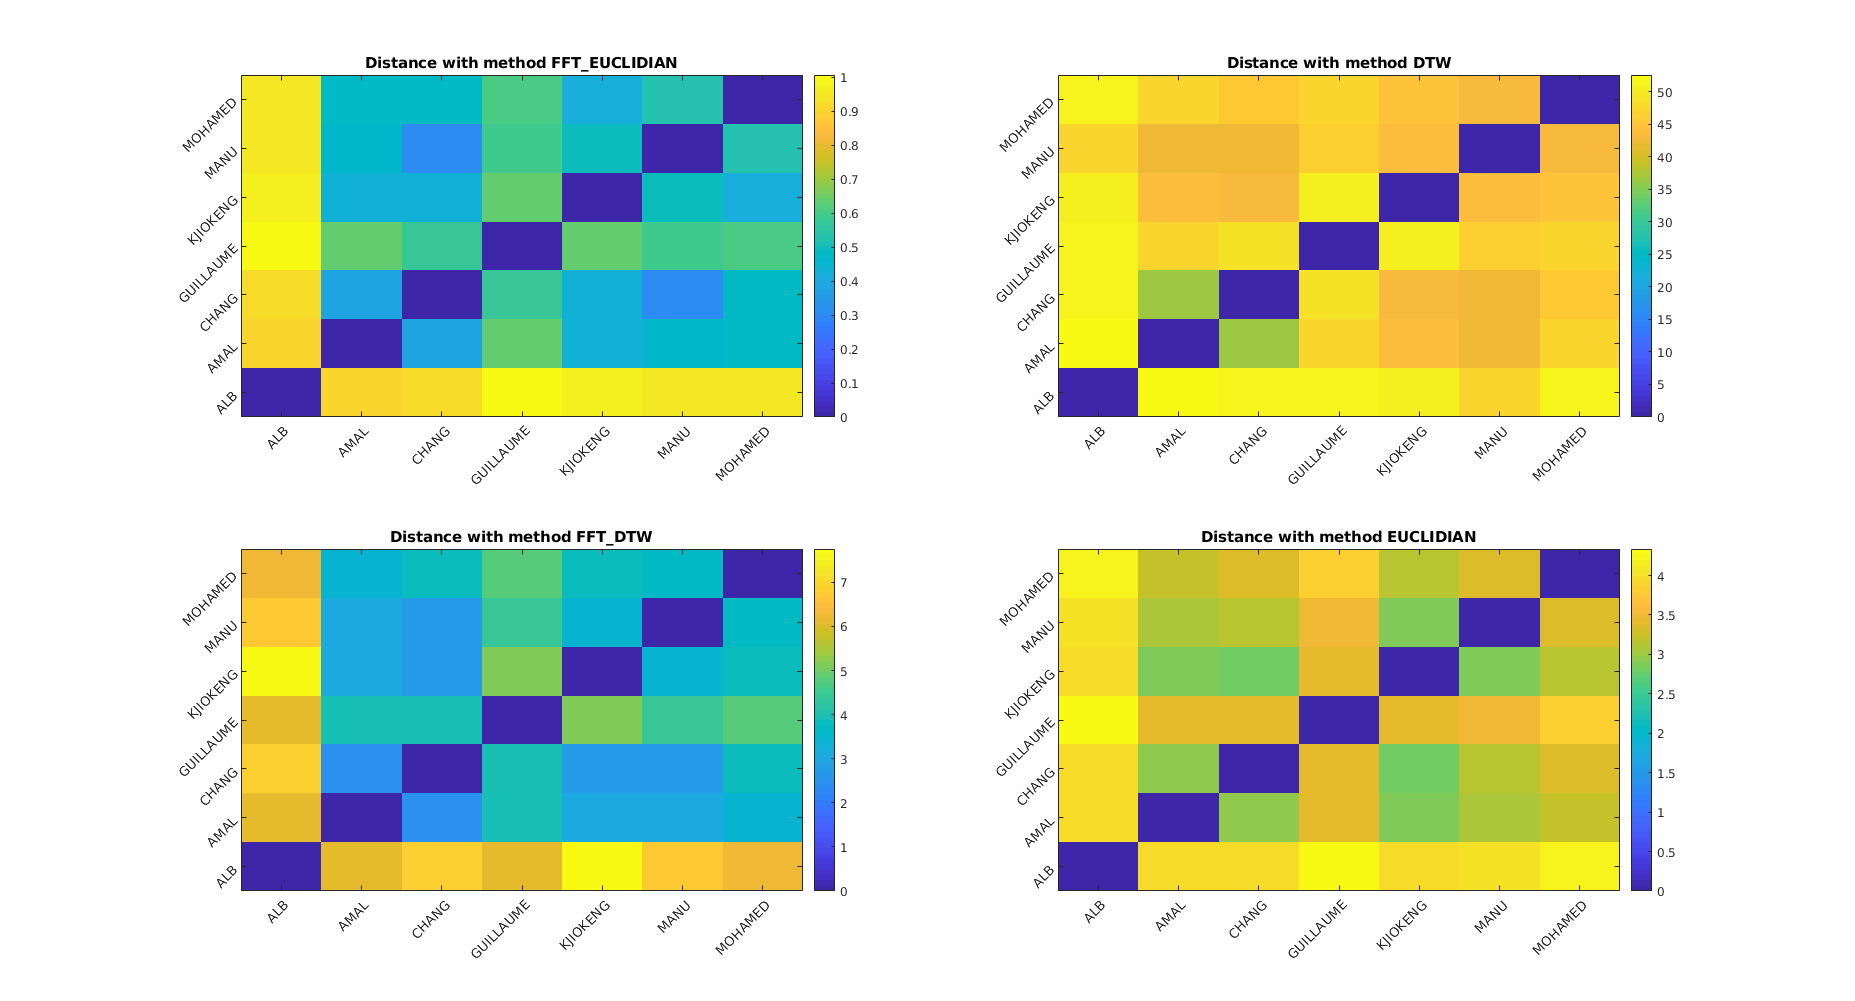 Distance with method FFT_EUCLIDIAN
MOHAMED
MANU
KJIOKENG
GUILLAUME
CHANG
AMAL
ALB
ALB
AMAL
CHANG
GUILLAUME
KJIOKENG
MANU
MOHAMED
1
0.9
0.8
0.7
0.6
0.5
0.4
0.3
0.2
0.1
0
Distance with method DTW
MOHAMED
MANU
KJIOKENG
GUILLAUME
CHANG
AMAL
ALB
ALB
AMAL
CHANG
GUILLAUME
KJIOKENG
MANU
MOHAMED
50
45
40
35
30
25
20
15
10
5
0
Distance with method FFT_DTW
MOHAMED
MANU
KJIOKENG
GUILLAUME
CHANG
AMAL
ALB
ALB
AMAL
CHANG
GUILLAUME
KJIOKENG
MANU
MOHAMED
7
6
5
4
3
2
1
0
Distance with method EUCLIDIAN
MOHAMED
MANU
KJIOKENG
GUILLAUME
CHANG
AMAL
ALB
ALB
AMAL
CHANG
GUILLAUME
KJIOKENG
MANU
MOHAMED
4
3.5
3
2.5
2
1.5
1
0.5
0